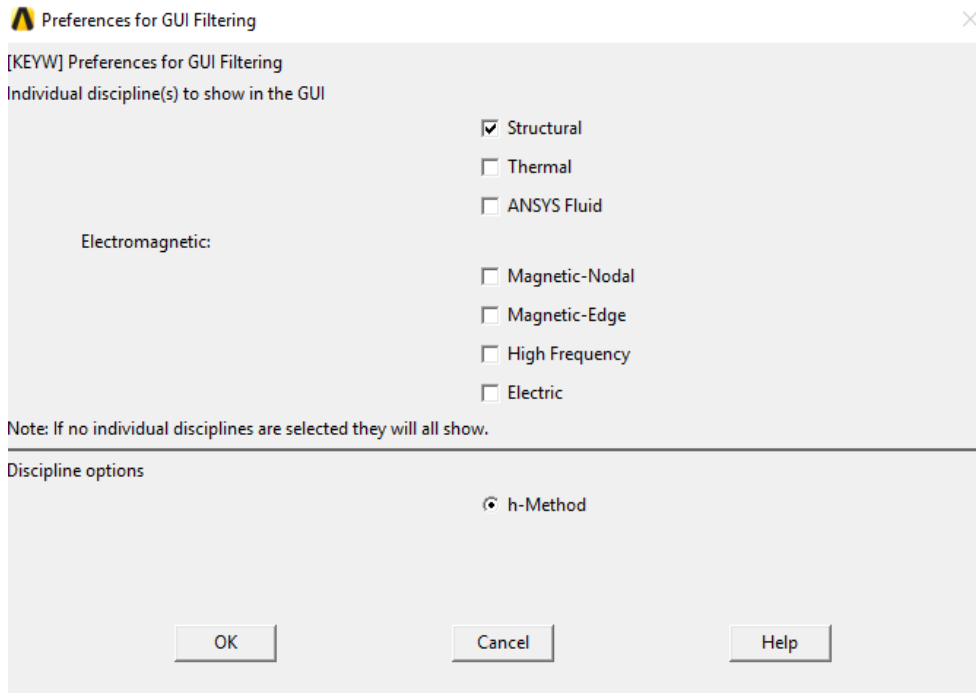 Preferences for GUI Filtering
[KEYW] Preferences for GUI Filtering
Individual discipline(s) to show in the GUI
Structural
Thermal
ANSYS Fluid
Electromagnetic:
Magnetic-Nodal
Magnetic-Edge
High Frequency
Electric
Note: If no individual disciplines are selected they will all show.
Discipline options
h-Method
OK Cancel Help